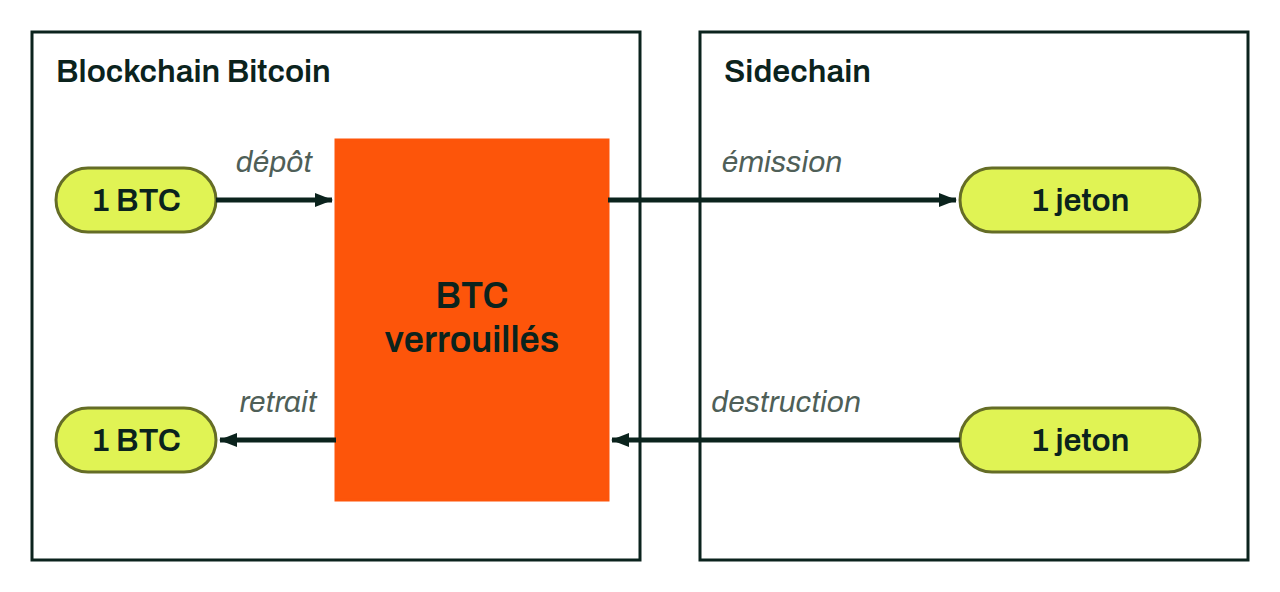 Blockchain Bitcoin
Sidechain
dépôt
émission
1 BTC
1 jeton
BTC
verrouillés
retrait
destruction
1 BTC
1 jeton